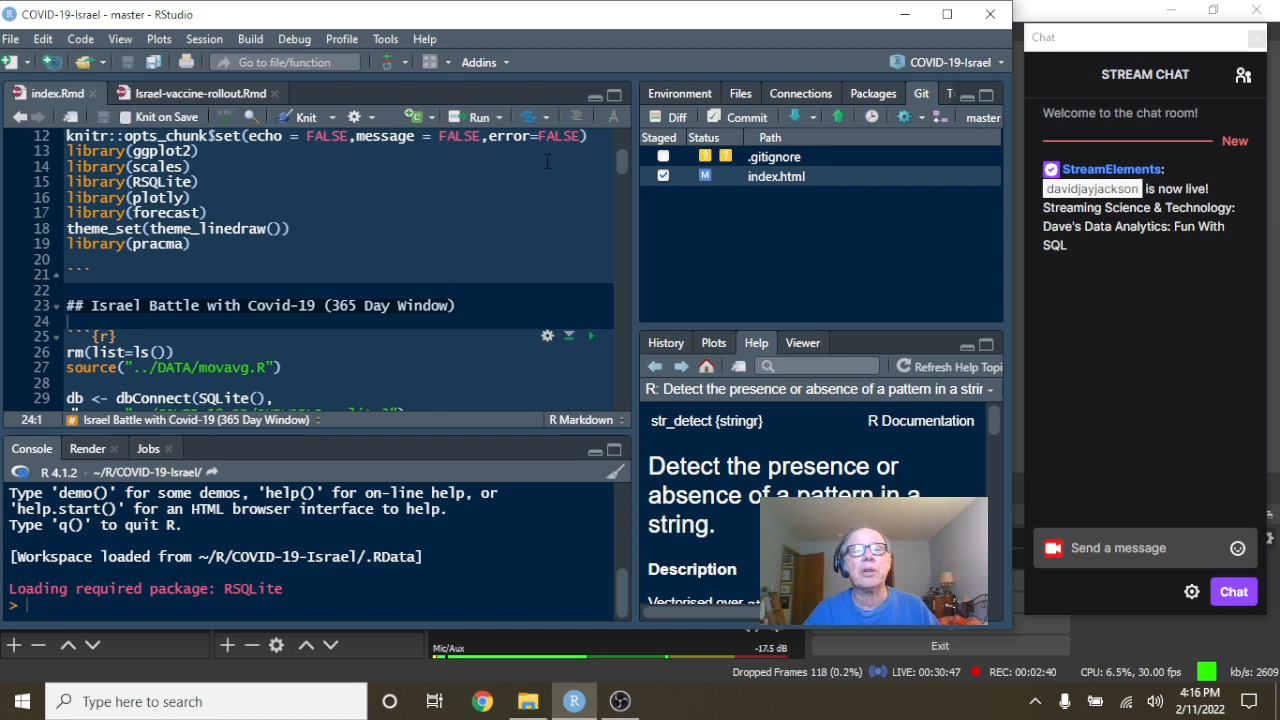 COVID-19-Israel - master - RStudio
File Edit Code View Plots Session Build Debug Profile Tools Help
Go to file/function
Addins
COVID-19-Israel
index.Rmd
Israel-vaccine-rollout.Rmd
Knit on Save
ABC
Knit
Run
12 knitr::opts_chunk$set(echo = FALSE,message = FALSE,error=FALSE)
13 library(ggplot2)
14 library(scales)
15 library(RSQLite)
16 library(plotly)
17 library(forecast)
18 theme_set(theme_linedraw())
19 library(pracma)
20
21 ```
22
23 ## Israel Battle with Covid-19 (365 Day Window)
24
25 ```{r}
26 rm(list=ls())
27 source("../DATA/movavg.R")
28
29 db <- dbConnect(SQLite(),
24:1 # Israel Battle with Covid-19 (365 Day Window) R Markdown
Console Render Jobs
R 4.1.2 · ~/R/COVID-19-Israel/
Type 'demo()' for some demos, 'help()' for on-line help, or
'help.start()' for an HTML browser interface to help.
Type 'q()' to quit R.
[Workspace loaded from ~/R/COVID-19-Israel/.RData]
Loading required package: RSQLite
>
Environment Files Connections Packages Git T
Diff Commit master
Staged Status Path
? ? .gitignore
M index.html
History Plots Help Viewer
Refresh Help Topi
R: Detect the presence or absence of a pattern in a strir
str_detect {stringr} R Documentation
Detect the presence or
absence of a pattern in a
string.
Description
Vectorised over
Chat
STREAM CHAT
Welcome to the chat room!
New
StreamElements:
davidjayjackson is now live!
Streaming Science & Technology:
Dave's Data Analytics: Fun With
SQL
Send a message
Chat
Mic/Aux -17.5 dB
Exit
Dropped Frames 118 (0.2%) LIVE: 00:30:47 REC: 00:02:40 CPU: 6.5%, 30.00 fps kb/s: 2609
Type here to search
4:16 PM
2/11/2022